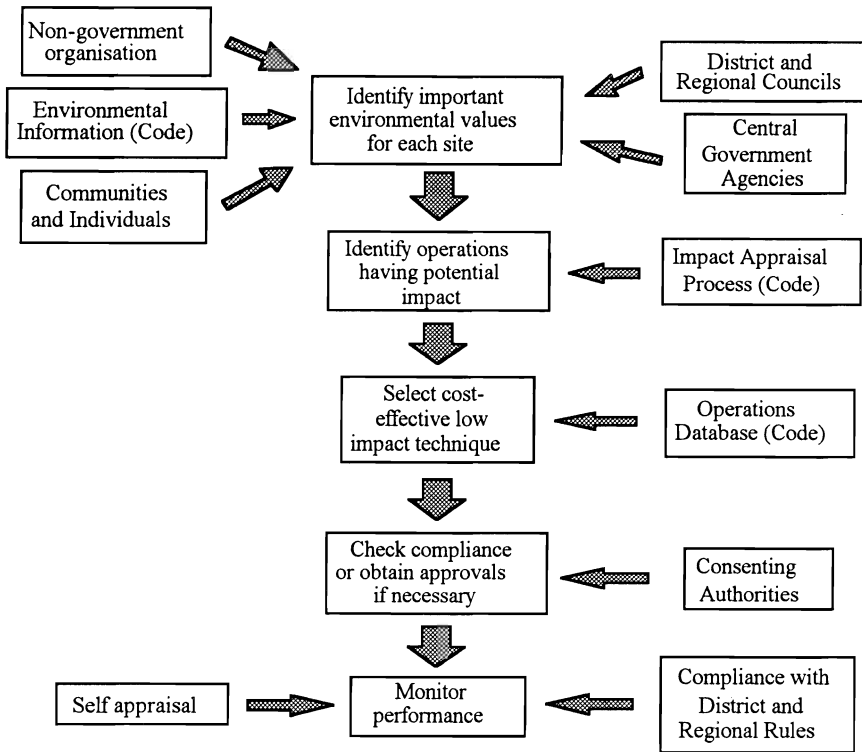 Non-government
organisation
Environmental
Information (Code)
Communities
and Individuals
Identify important
environmental values
for each site
District and
Regional Councils
Central
Government
Agencies
Identify operations
having potential
impact
Impact Appraisal
Process (Code)
Select cost-
effective low
impact technique
Operations
Database (Code)
Check compliance
or obtain approvals
if necessary
Consenting
Authorities
Self appraisal
Monitor
performance
Compliance with
District and
Regional Rules